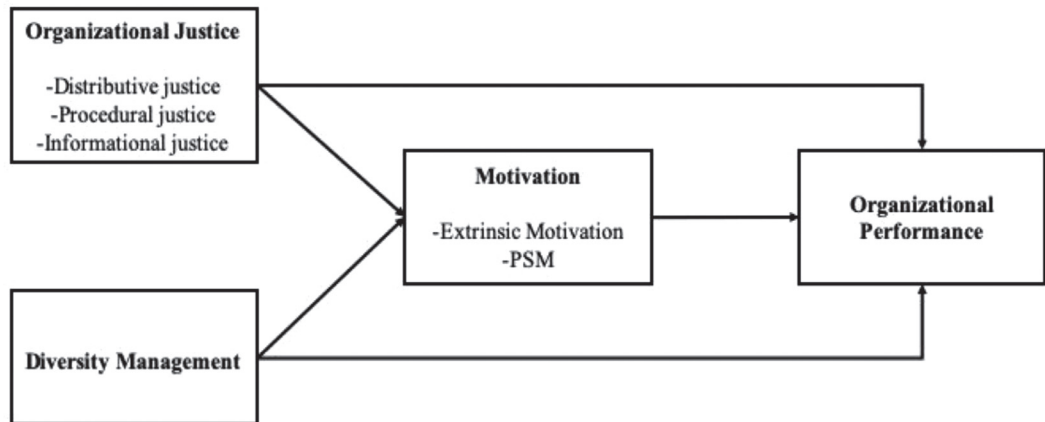 Organizational Justice
-Distributive justice
-Procedural justice
-Informational justice
Motivation
-Extrinsic Motivation
-PSM
Organizational
Performance
Diversity Management